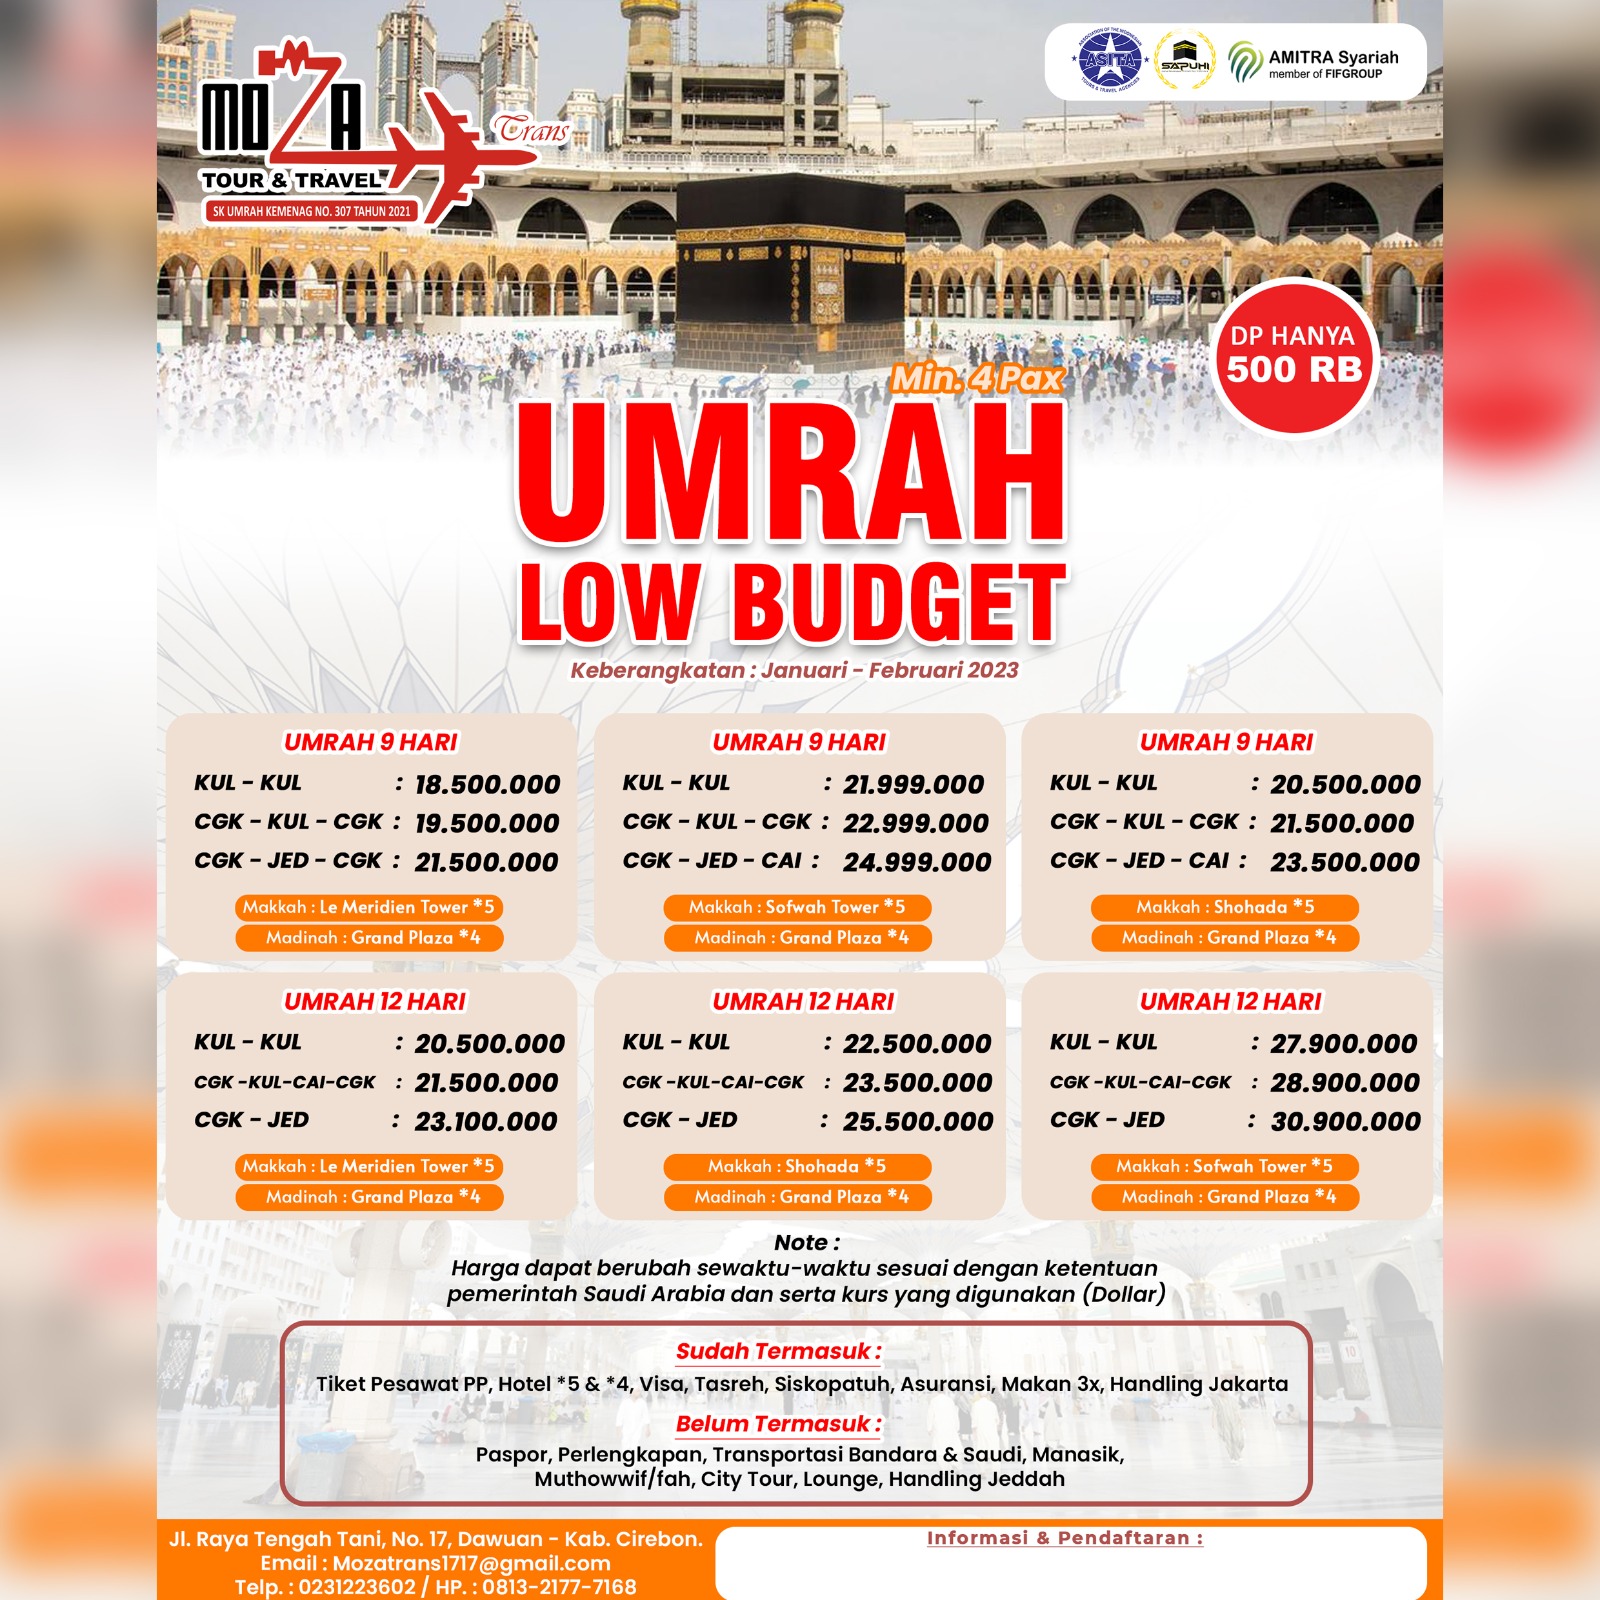 MOZA Trans
TOUR & TRAVEL
SK UMRAH KEMENAG NO. 307 TAHUN 2021
ASITA
SAPUHI
AMITRA Syariah
member of FIFGROUP
DP HANYA
500 RB
Min. 4 Pax
UMRAH
LOW BUDGET
Keberangkatan : Januari - Februari 2023
UMRAH 9 HARI
KUL - KUL : 18.500.000
CGK - KUL - CGK : 19.500.000
CGK - JED - CGK : 21.500.000
Makkah : Le Meridien Tower *5
Madinah : Grand Plaza *4
UMRAH 9 HARI
KUL - KUL : 21.999.000
CGK - KUL - CGK : 22.999.000
CGK - JED - CAI : 24.999.000
Makkah : Sofwah Tower *5
Madinah : Grand Plaza *4
UMRAH 9 HARI
KUL - KUL : 20.500.000
CGK - KUL - CGK : 21.500.000
CGK - JED - CAI : 23.500.000
Makkah : Shohada *5
Madinah : Grand Plaza *4
UMRAH 12 HARI
KUL - KUL : 20.500.000
CGK -KUL-CAI-CGK : 21.500.000
CGK - JED : 23.100.000
Makkah : Le Meridien Tower *5
Madinah : Grand Plaza *4
UMRAH 12 HARI
KUL - KUL : 22.500.000
CGK -KUL-CAI-CGK : 23.500.000
CGK - JED : 25.500.000
Makkah : Shohada *5
Madinah : Grand Plaza *4
UMRAH 12 HARI
KUL - KUL : 27.900.000
CGK -KUL-CAI-CGK : 28.900.000
CGK - JED : 30.900.000
Makkah : Sofwah Tower *5
Madinah : Grand Plaza *4
Note :
Harga dapat berubah sewaktu-waktu sesuai dengan ketentuan
pemerintah Saudi Arabia dan serta kurs yang digunakan (Dollar)
Sudah Termasuk :
Tiket Pesawat PP, Hotel *5 & *4, Visa, Tasreh, Siskopatuh, Asuransi, Makan 3x, Handling Jakarta
Belum Termasuk :
Paspor, Perlengkapan, Transportasi Bandara & Saudi, Manasik,
Muthowwif/fah, City Tour, Lounge, Handling Jeddah
Jl. Raya Tengah Tani, No. 17, Dawuan - Kab. Cirebon.
Email : Mozatrans1717@gmail.com
Telp. : 0231223602 / HP. : 0813-2177-7168
Informasi & Pendaftaran :